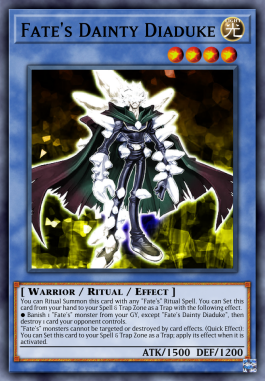 Fate's Dainty Diaduke
LIGHT
光
[ Warrior / Ritual / Effect ]
You can Ritual Summon this card with any "Fate's" Ritual Spell. You can Set this
card from your hand to your Spell & Trap Zone as a Trap with the following effect.
● Banish 1 "Fate's" monster from your GY, except "Fate's Dainty Diaduke", then
destroy 1 card your opponent controls.
"Fate's" monsters cannot be targeted or destroyed by card effects. (Quick Effect):
You can Set this card to your Spell & Trap Zone as a Trap; apply its effect when it is
activated.
ATK/1500 DEF/1200